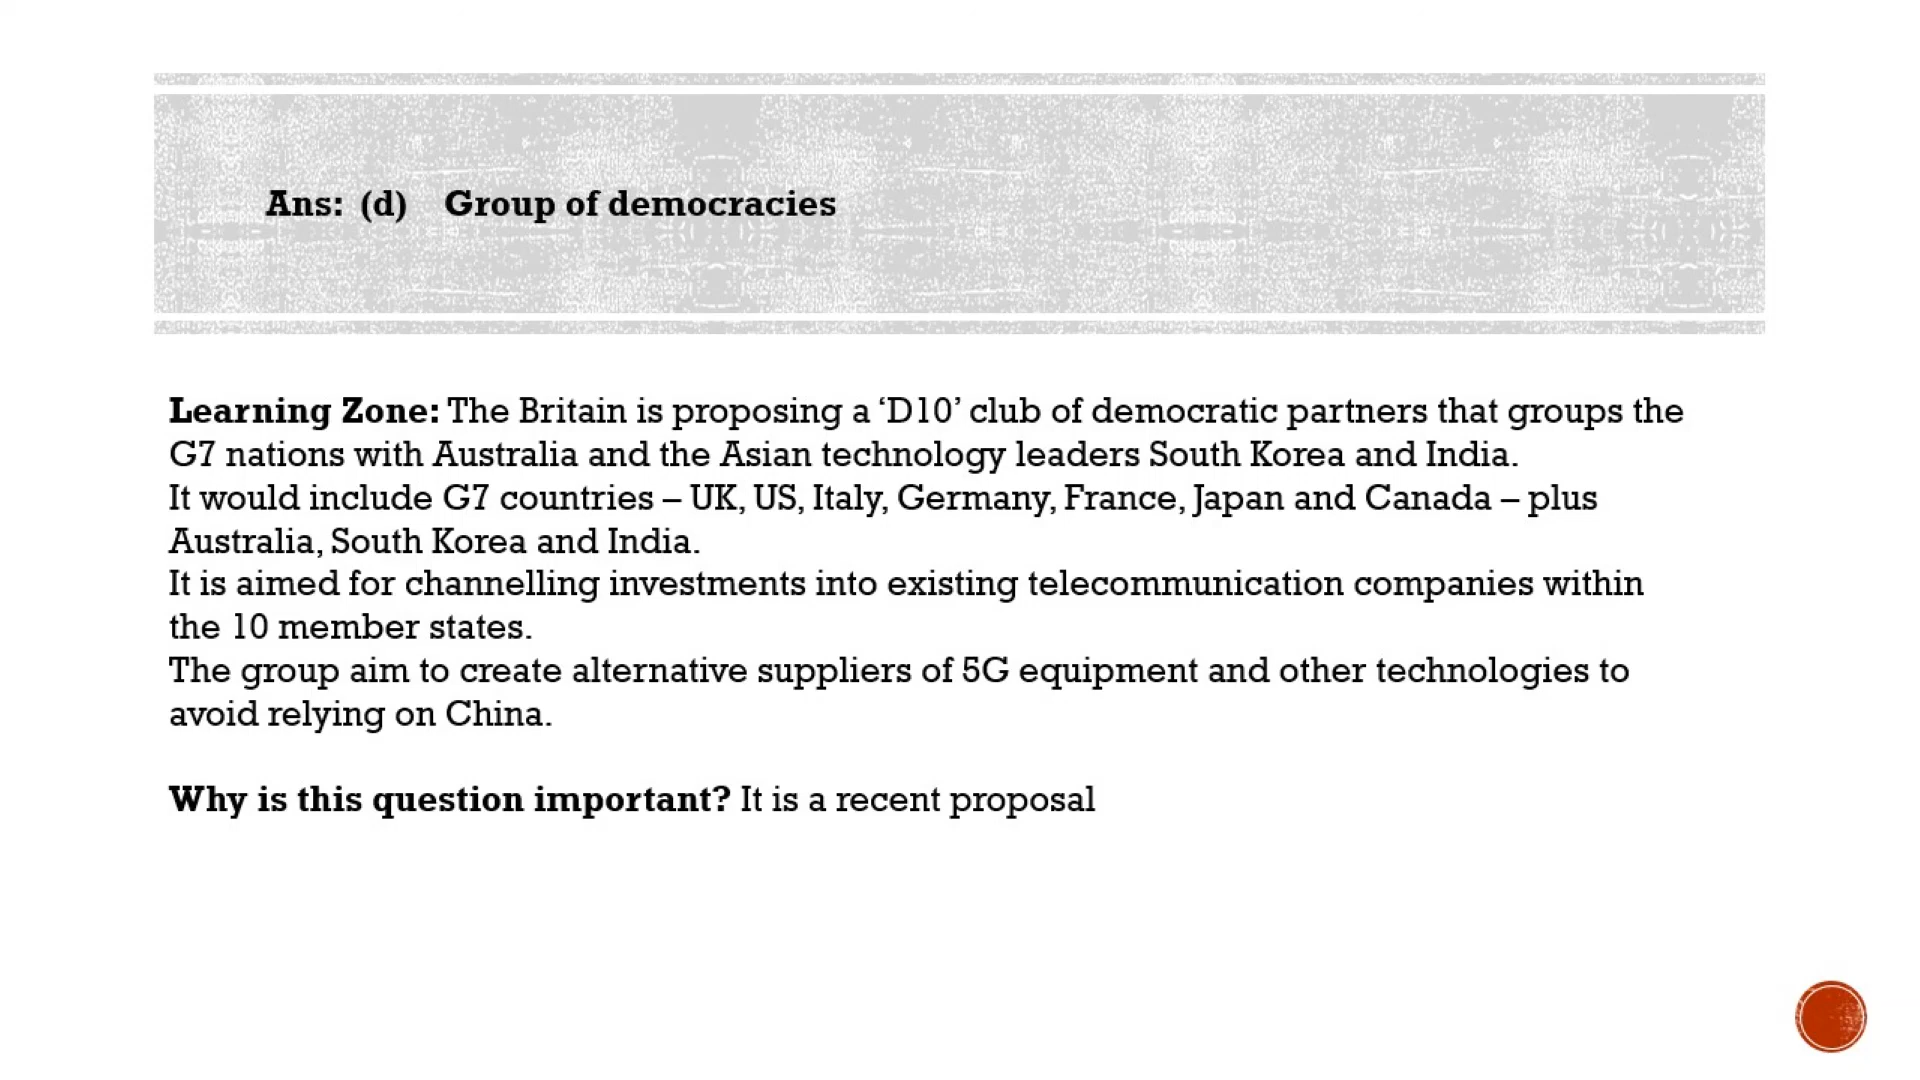 Ans: (d) Group of democracies
Learning Zone: The Britain is proposing a ‘D10’ club of democratic partners that groups the
G7 nations with Australia and the Asian technology leaders South Korea and India.
It would include G7 countries – UK, US, Italy, Germany, France, Japan and Canada – plus
Australia, South Korea and India.
It is aimed for channelling investments into existing telecommunication companies within
the 10 member states.
The group aim to create alternative suppliers of 5G equipment and other technologies to
avoid relying on China.
Why is this question important? It is a recent proposal